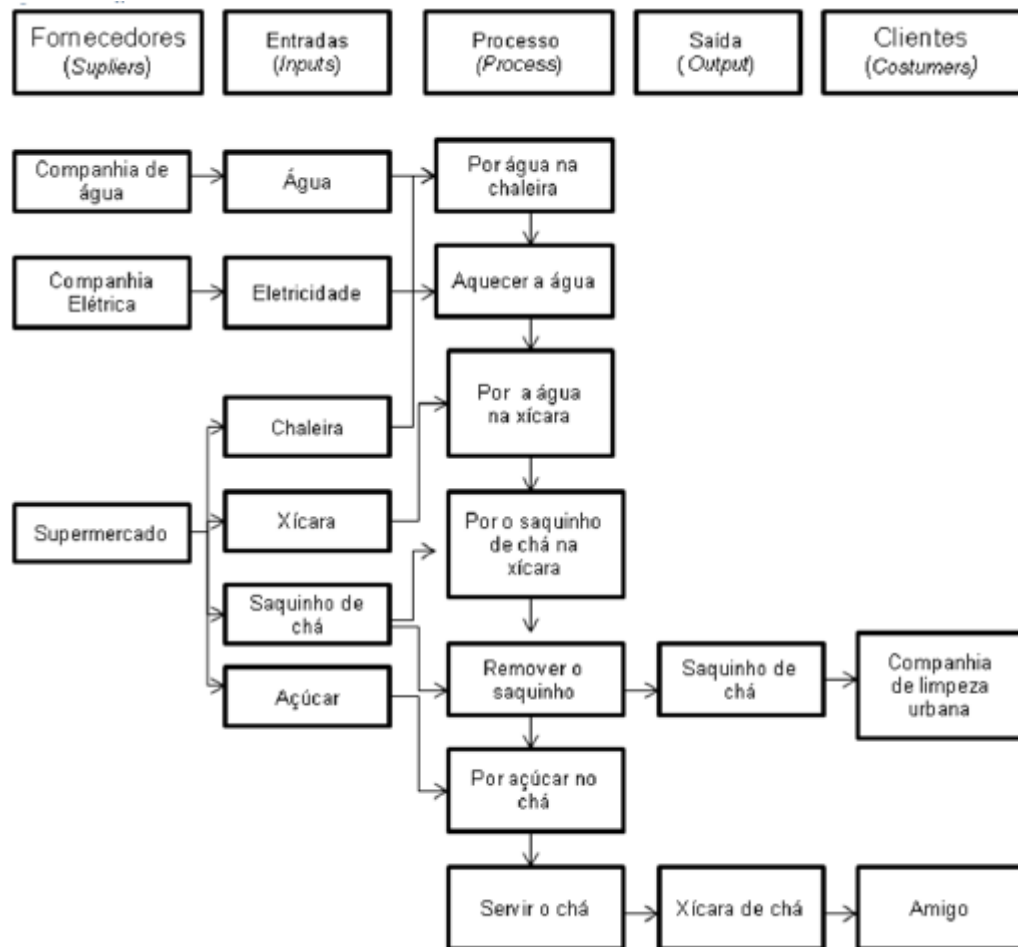 Fornecedores
(Supliers)
Entradas
(Inputs)
Processo
(Process)
Saída
( Output)
Clientes
(Costumers)
Companhia de
água
Água
Por água na
chaleira
Companhia
Elétrica
Eletricidade
Aquecer a água
Chaleira
Por a água
na xícara
Supermercado
Xícara
Por o saquinho
de chá na
xícara
Saquinho de
chá
Açúcar
Remover o
saquinho
Saquinho de
chá
Companhia
de limpeza
urbana
Por açúcar no
chá
Servir o chá
Xícara de chá
Amigo